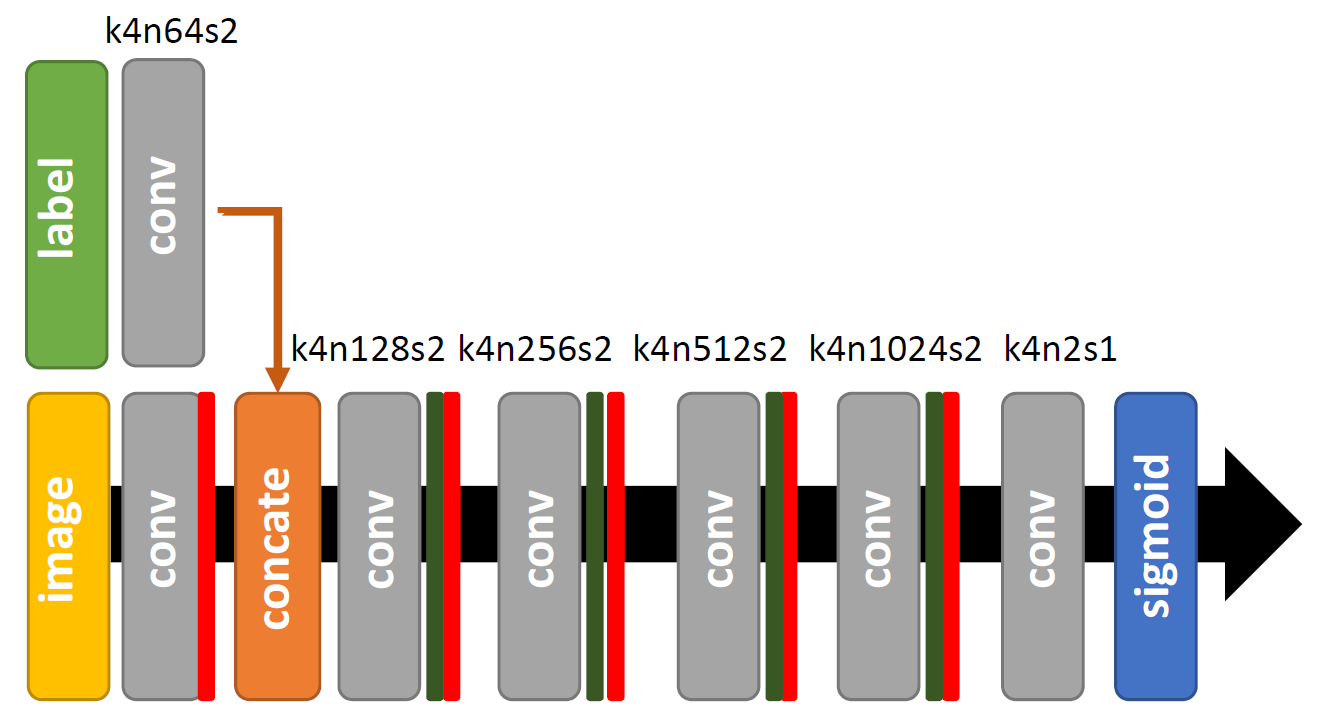 k4n64s2
label
conv
k4n128s2
k4n256s2
k4n512s2
k4n1024s2
k4n2s1
image
conv
concate
conv
conv
conv
conv
conv
sigmoid